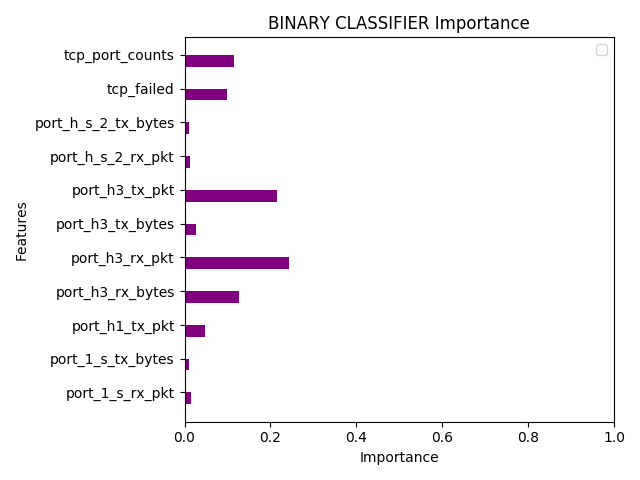 BINARY CLASSIFIER Importance
tcp_port_counts
tcp_failed
port_h_s_2_tx_bytes
port_h_s_2_rx_pkt
port_h3_tx_pkt
port_h3_tx_bytes
port_h3_rx_pkt
port_h3_rx_bytes
port_h1_tx_pkt
port_1_s_tx_bytes
port_1_s_rx_pkt
Features
0.0 0.2 0.4 0.6 0.8 1.0
Importance